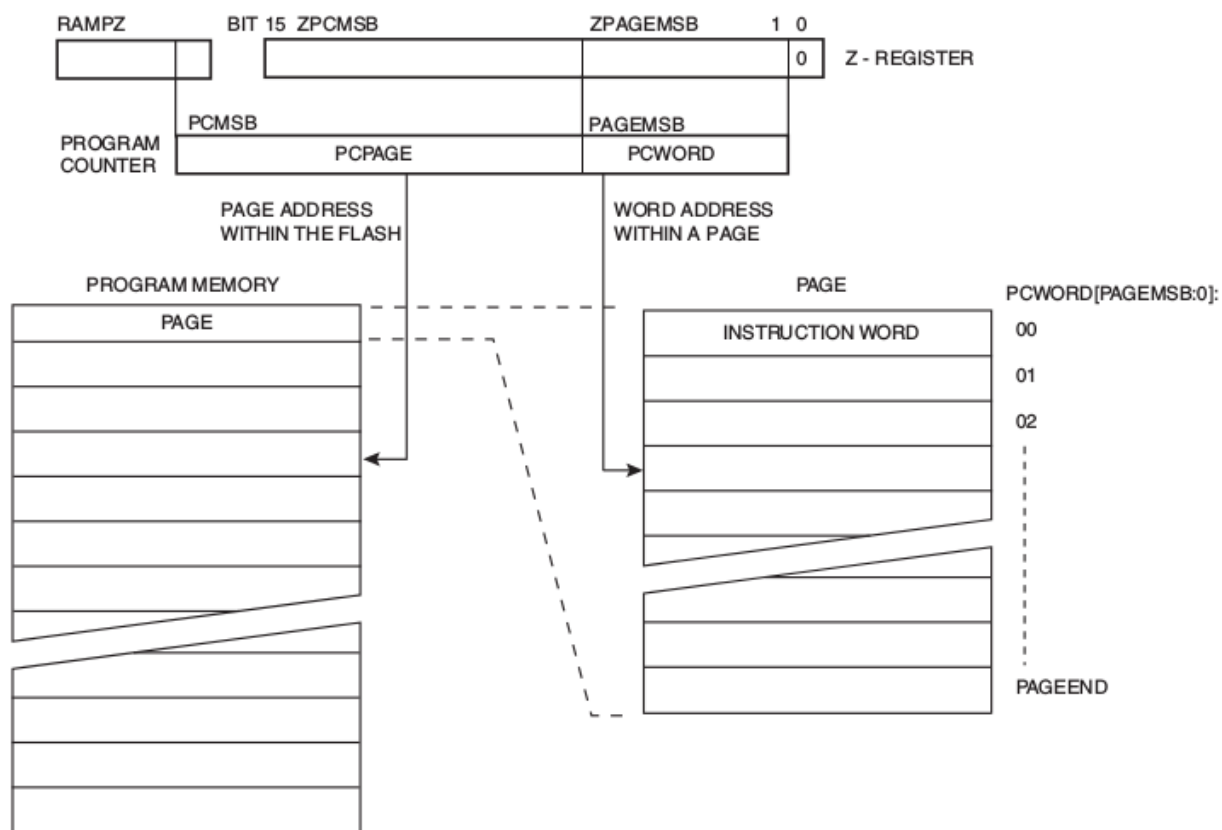 RAMPZ BIT 15 ZPCMSB ZPAGEMSB 1 0
0 Z - REGISTER
PCMSB PAGEMSB
PROGRAM
COUNTER
PCPAGE PCWORD
PAGE ADDRESS
WITHIN THE FLASH
WORD ADDRESS
WITHIN A PAGE
PROGRAM MEMORY
PAGE
PAGE
PCWORD[PAGEMSB:0]:
INSTRUCTION WORD 00
01
02
PAGEEND